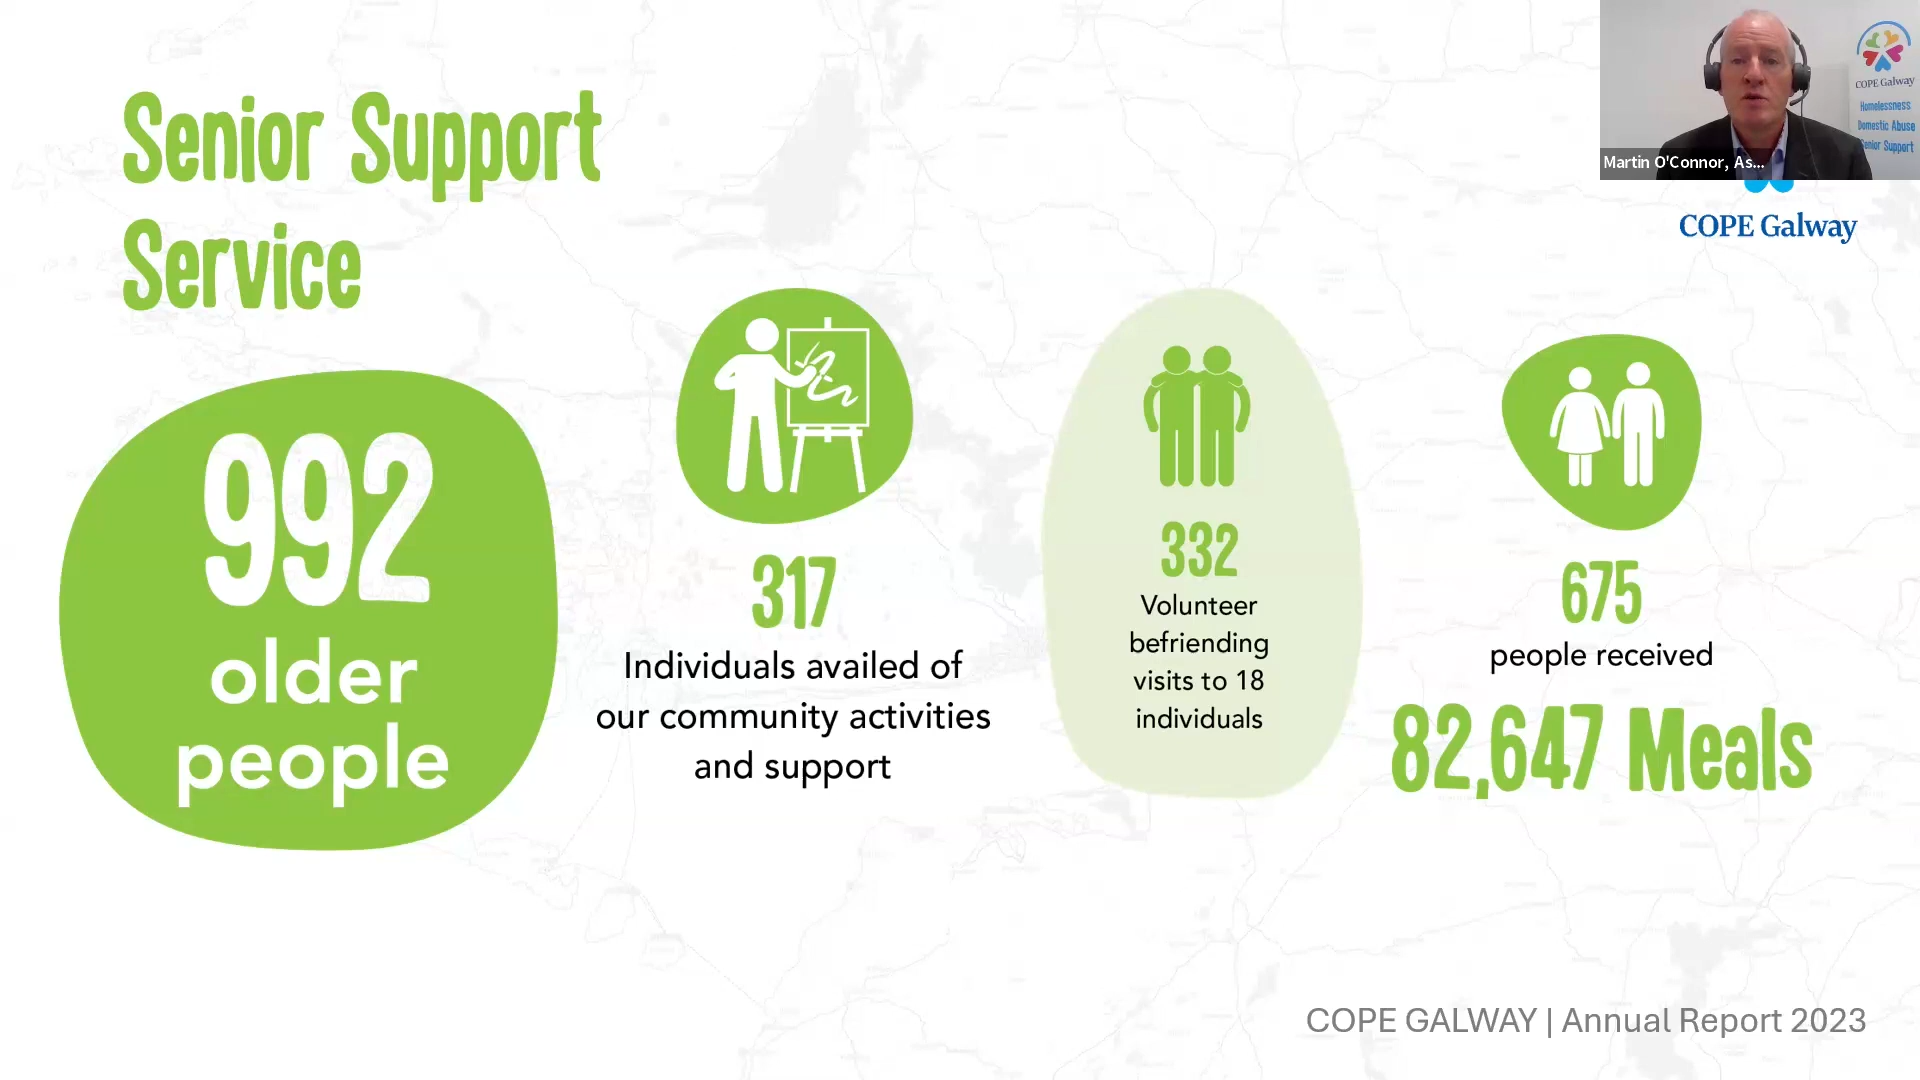 Senior Support
Service
992
older
people
317
Individuals availed of
our community activities
and support
332
Volunteer
befriending
visits to 18
individuals
675
people received
82,647 Meals
Martin O'Connor, As...
COPE Galway
Homelessness
Domestic Abuse
Senior Support
COPE Galway
COPE GALWAY | Annual Report 2023